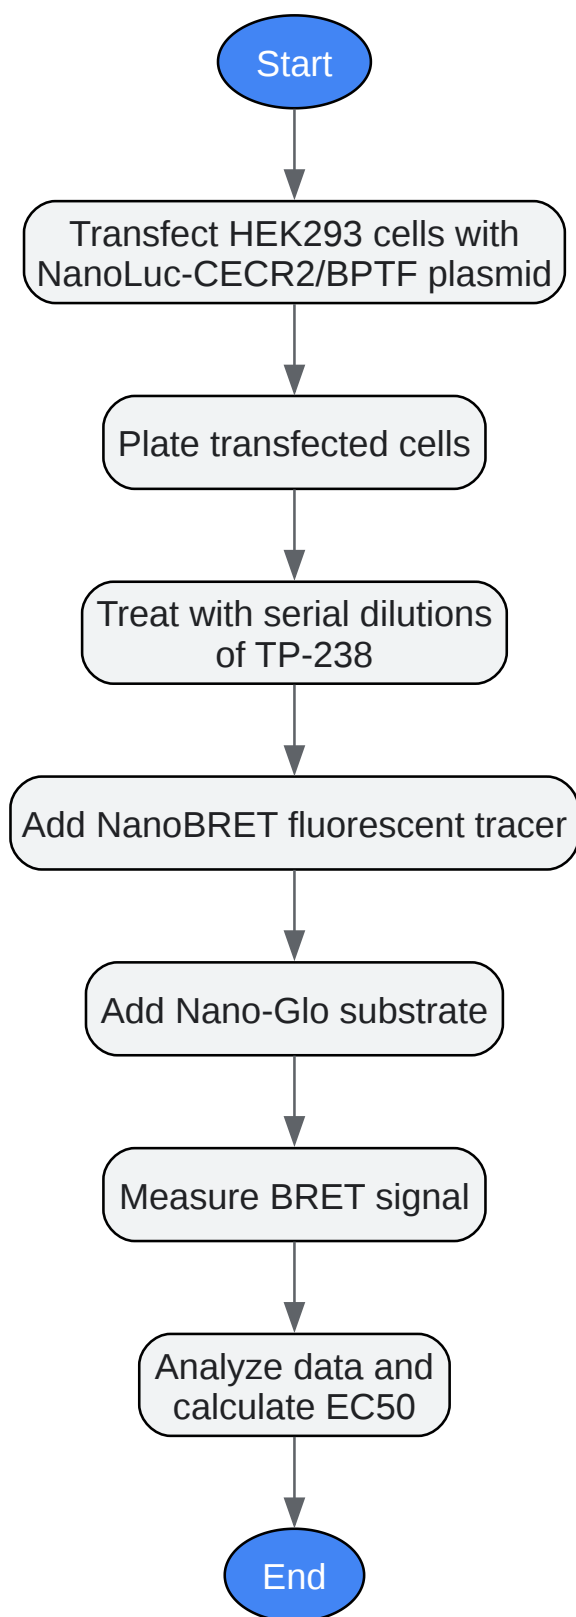 Start
Transfect HEK293 cells with
NanoLuc-CECR2/BPTF plasmid
Plate transfected cells
Treat with serial dilutions
of TP-238
Add NanoBRET fluorescent tracer
Add Nano-Glo substrate
Measure BRET signal
Analyze data and
calculate EC50
End